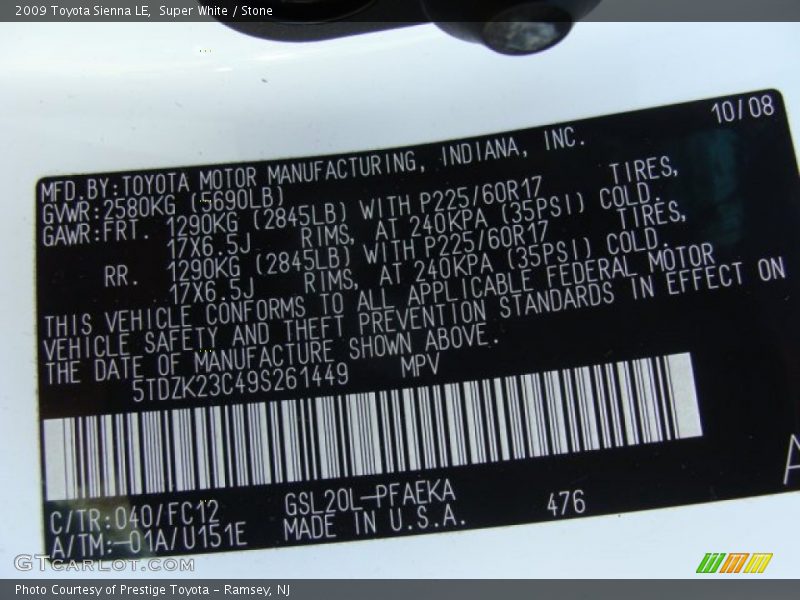 2009 Toyota Sienna LE, Super White / Stone
10/08
MFD.BY:TOYOTA MOTOR MANUFACTURING, INDIANA, INC.
GVWR:2580KG (5690LB)
GAWR:FRT. 1290KG (2845LB) WITH P225/60R17 TIRES,
17X6.5J RIMS, AT 240KPA (35PSI) COLD.
RR. 1290KG (2845LB) WITH P225/60R17 TIRES,
17X6.5J RIMS, AT 240KPA (35PSI) COLD.
THIS VEHICLE CONFORMS TO ALL APPLICABLE FEDERAL MOTOR
VEHICLE SAFETY AND THEFT PREVENTION STANDARDS IN EFFECT ON
THE DATE OF MANUFACTURE SHOWN ABOVE.
5TDZK23C49S261449 MPV
C/TR:040/FC12 GSL20L-PFAEKA 476
A/TM:-01A/U151E MADE IN U.S.A.
A
GTCARLOT.COM
Photo Courtesy of Prestige Toyota - Ramsey, NJ